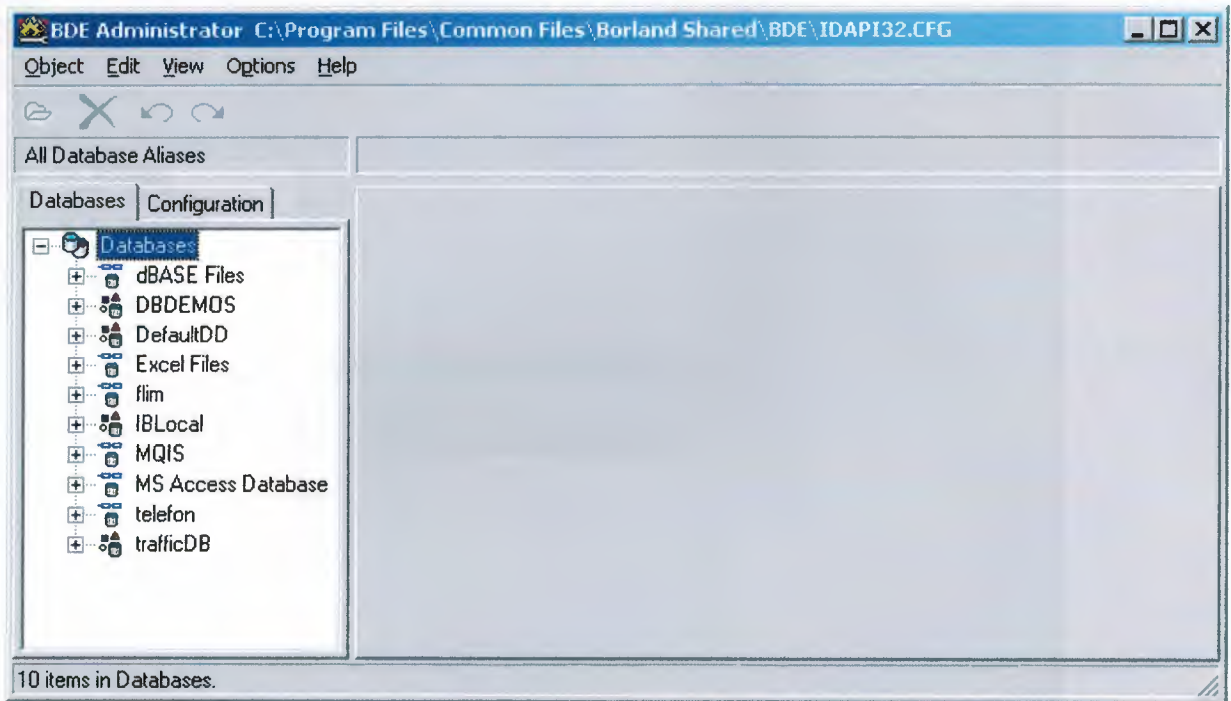 BDE Administrator C:\Program Files\Common Files\Borland Shared\BDE\IDAPI32.CFG
Object Edit View Options Help
All Database Aliases
Databases Configuration
Databases
dBASE Files
DBDEMOS
DefaultDD
Excel Files
flim
IBLocal
MQIS
MS Access Database
telefon
trafficDB
10 items in Databases.